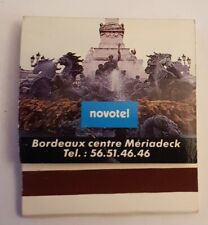 novotel
Bordeaux centre Mériadeck
Tel. : 56.51.46.46